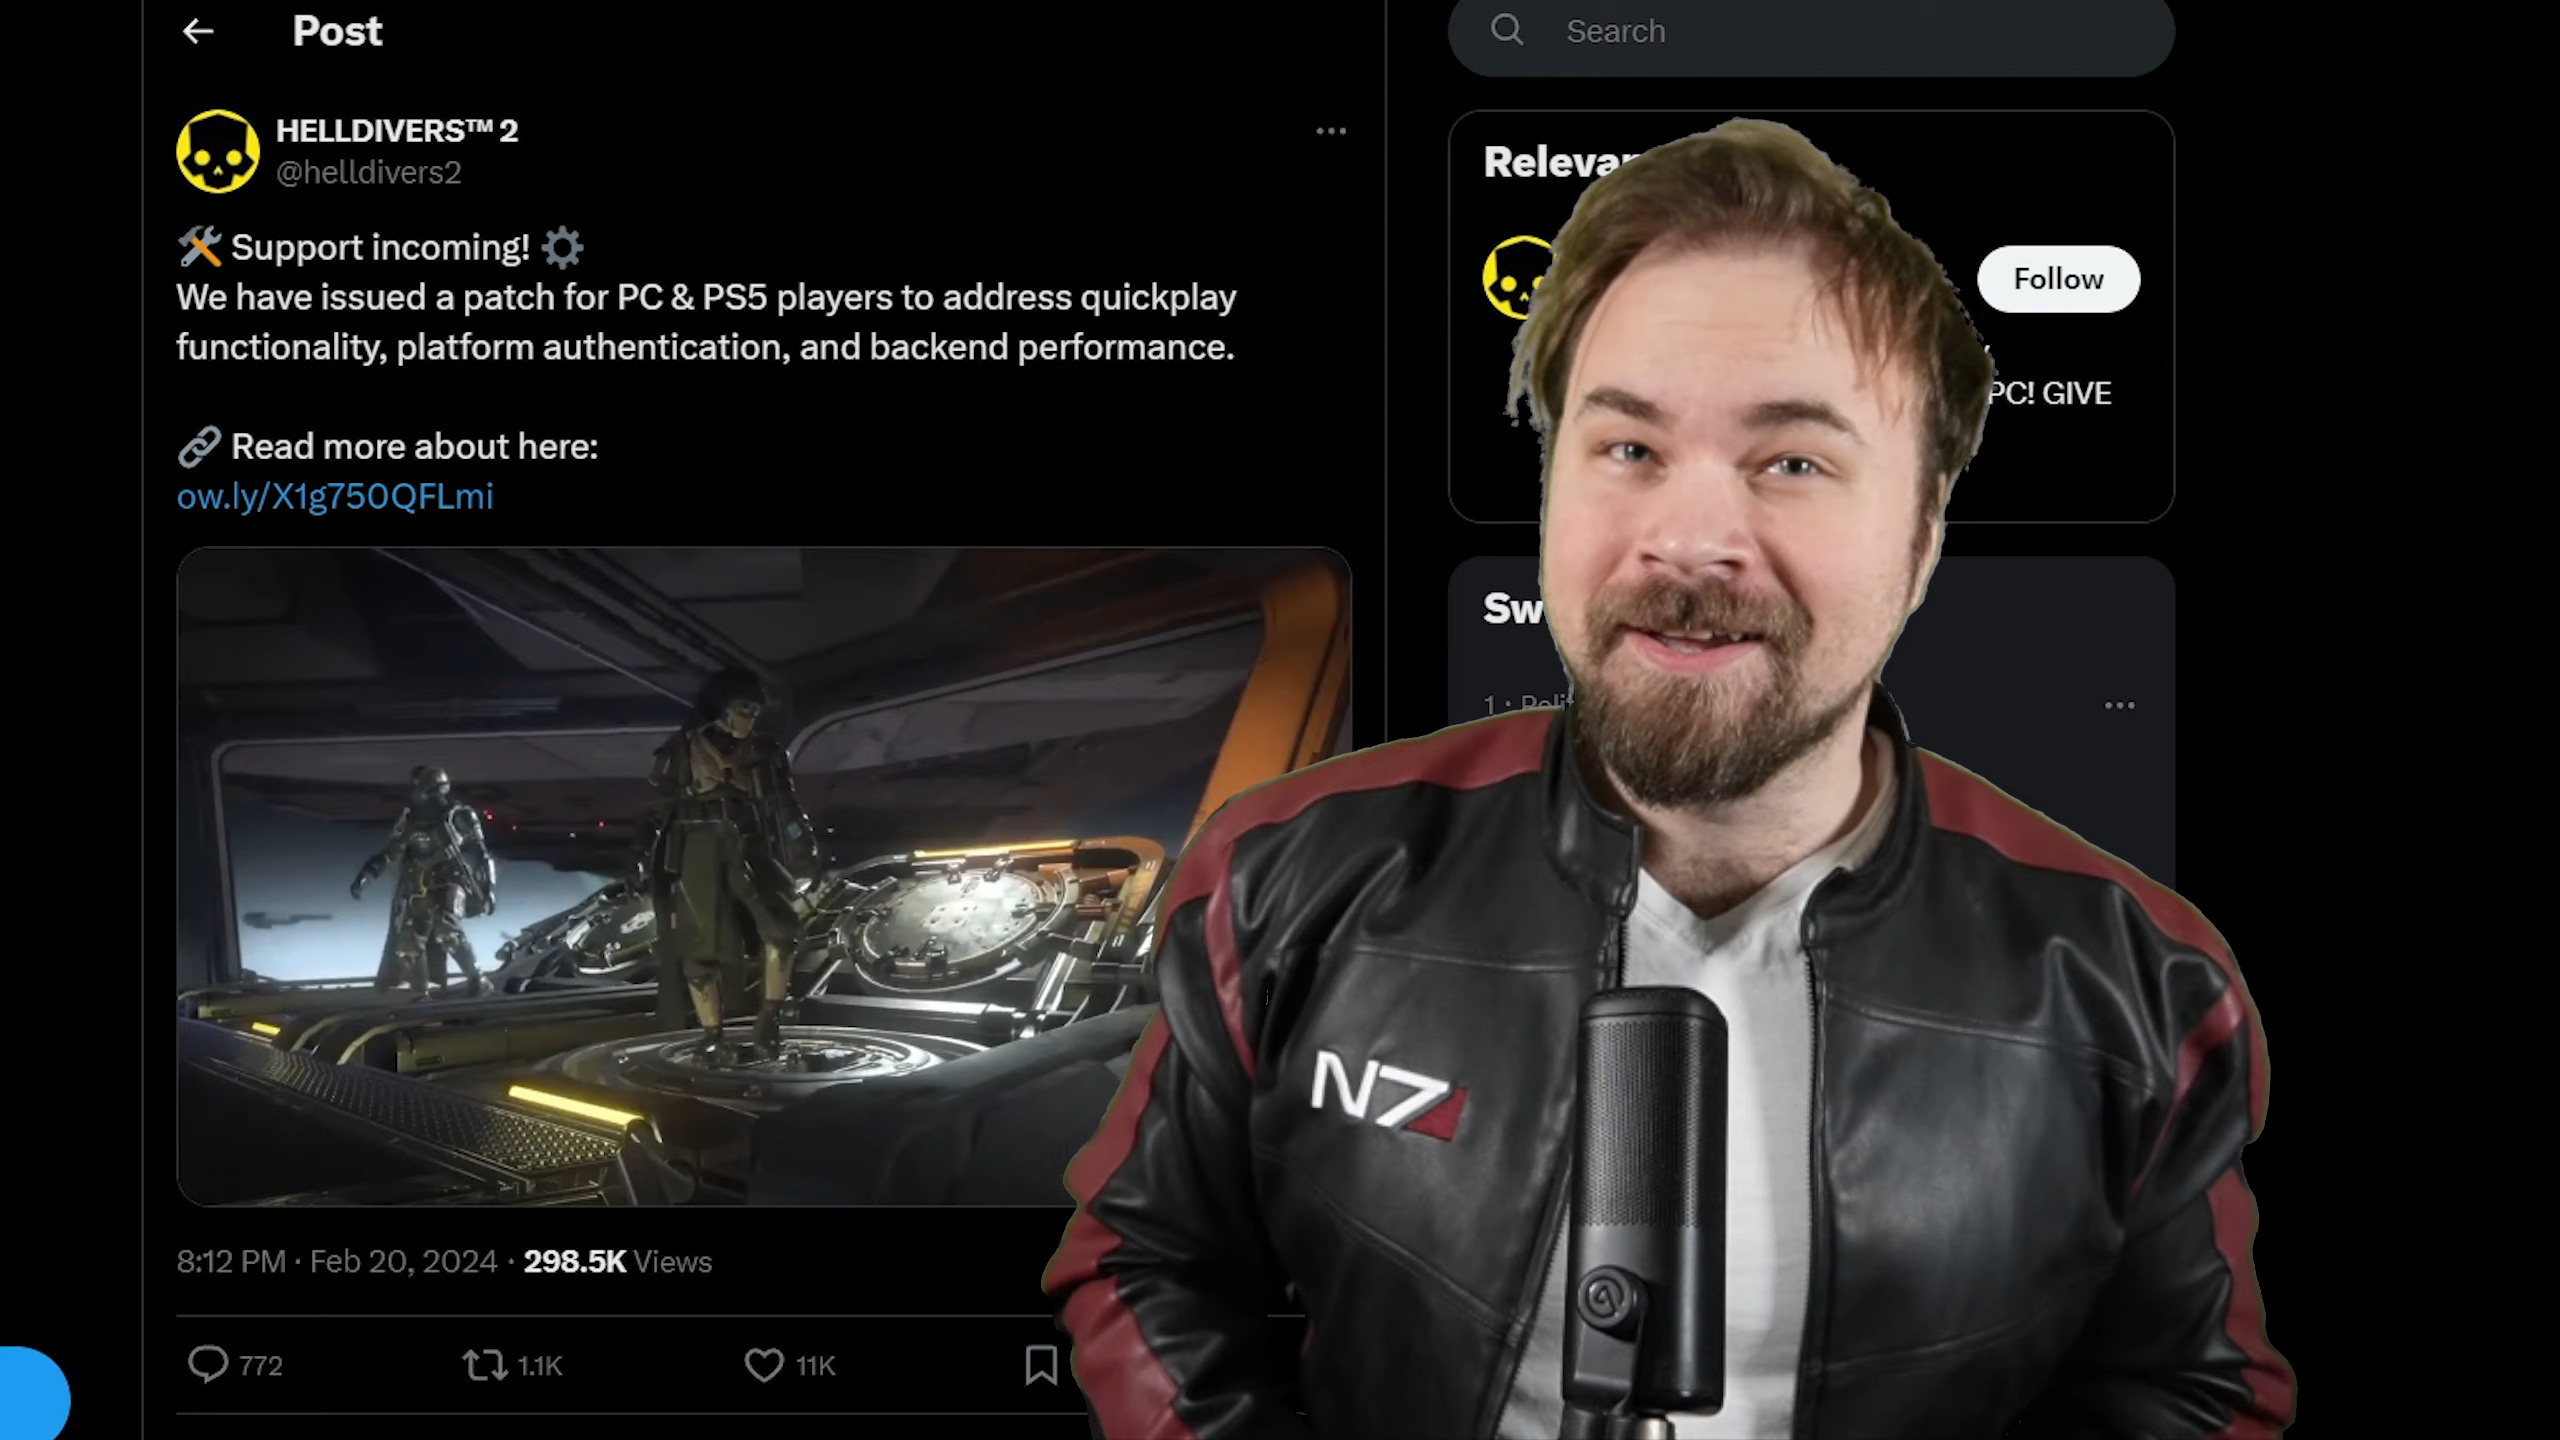 Post
Search
HELLDIVERS™ 2
@helldivers2
🛠 Support incoming! ⚙
We have issued a patch for PC & PS5 players to address quickplay
functionality, platform authentication, and backend performance.
🔗 Read more about here:
ow.ly/X1g750QFLmi
8:12 PM · Feb 20, 2024 · 298.5K Views
772
1.1K
11K
Follow
PC! GIVE
1 ·
N7